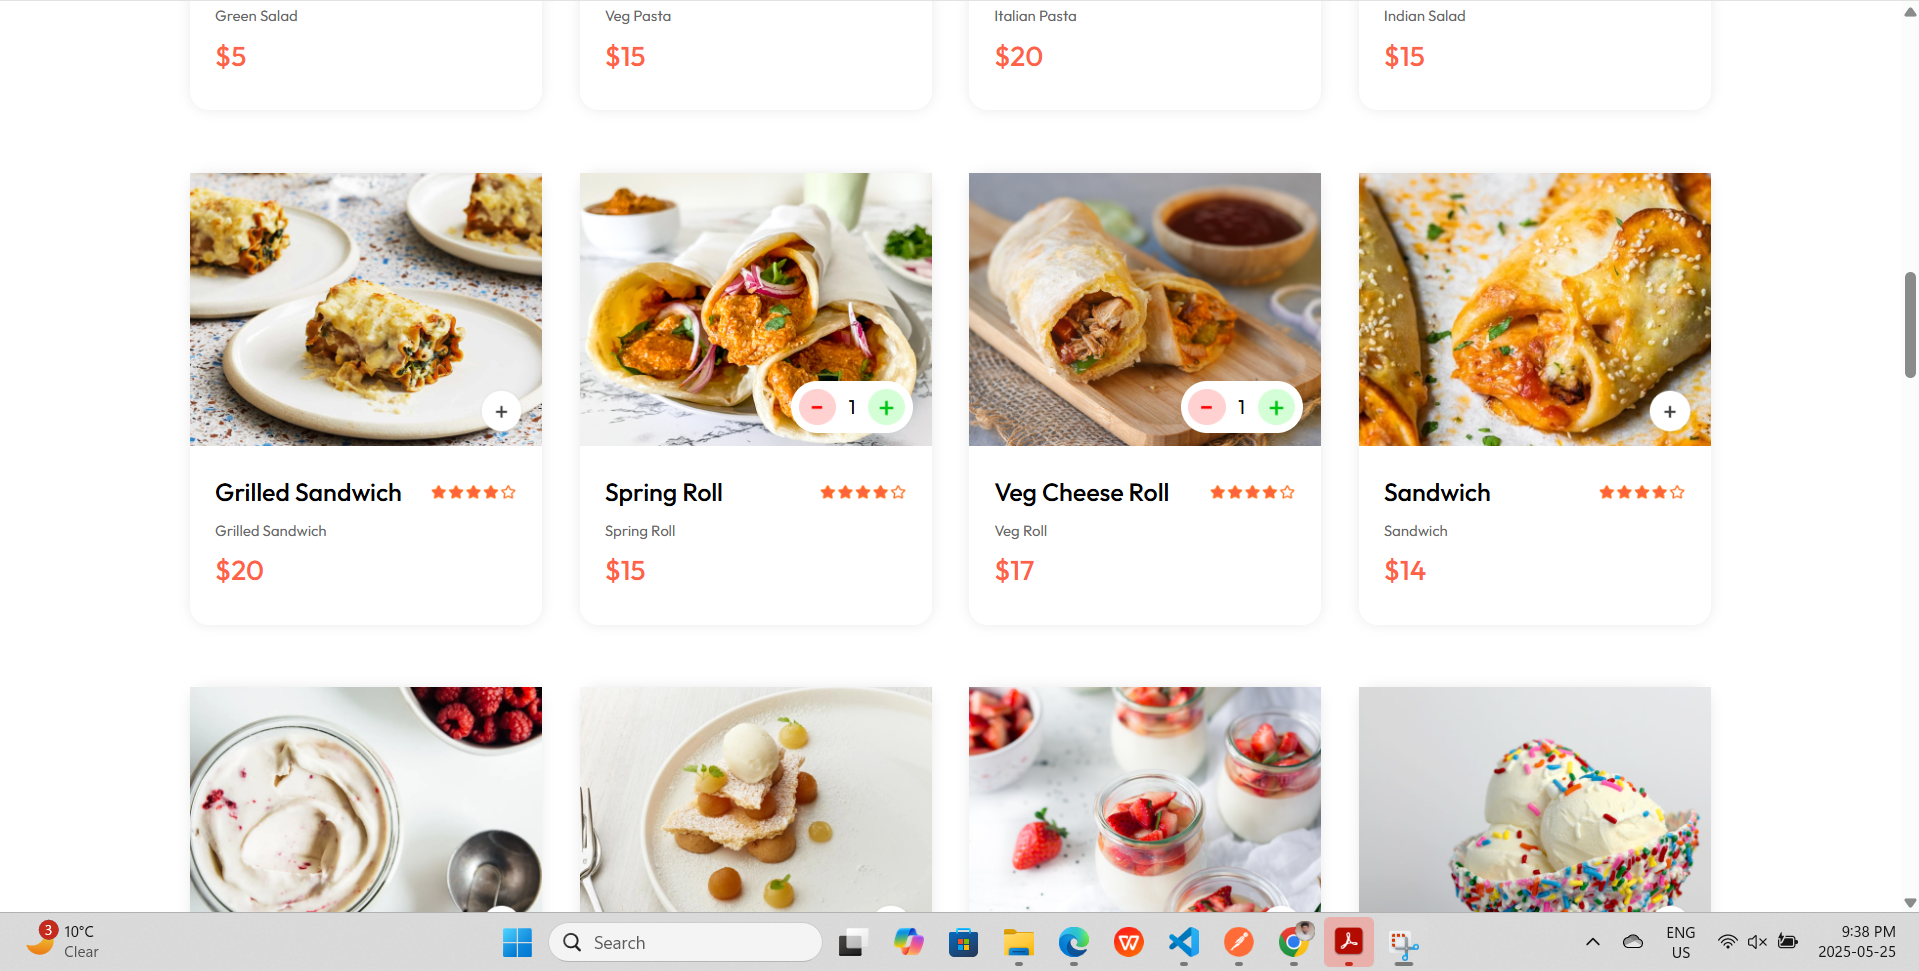 Green Salad
Veg Pasta
Italian Pasta
Indian Salad
$5
$15
$20
$15
+
- 1 +
- 1 +
+
Grilled Sandwich
Spring Roll
Veg Cheese Roll
Sandwich
Grilled Sandwich
Spring Roll
Veg Roll
Sandwich
$20
$15
$17
$14
3
10°C
Clear
Search
ENG
US
9:38 PM
2025-05-25